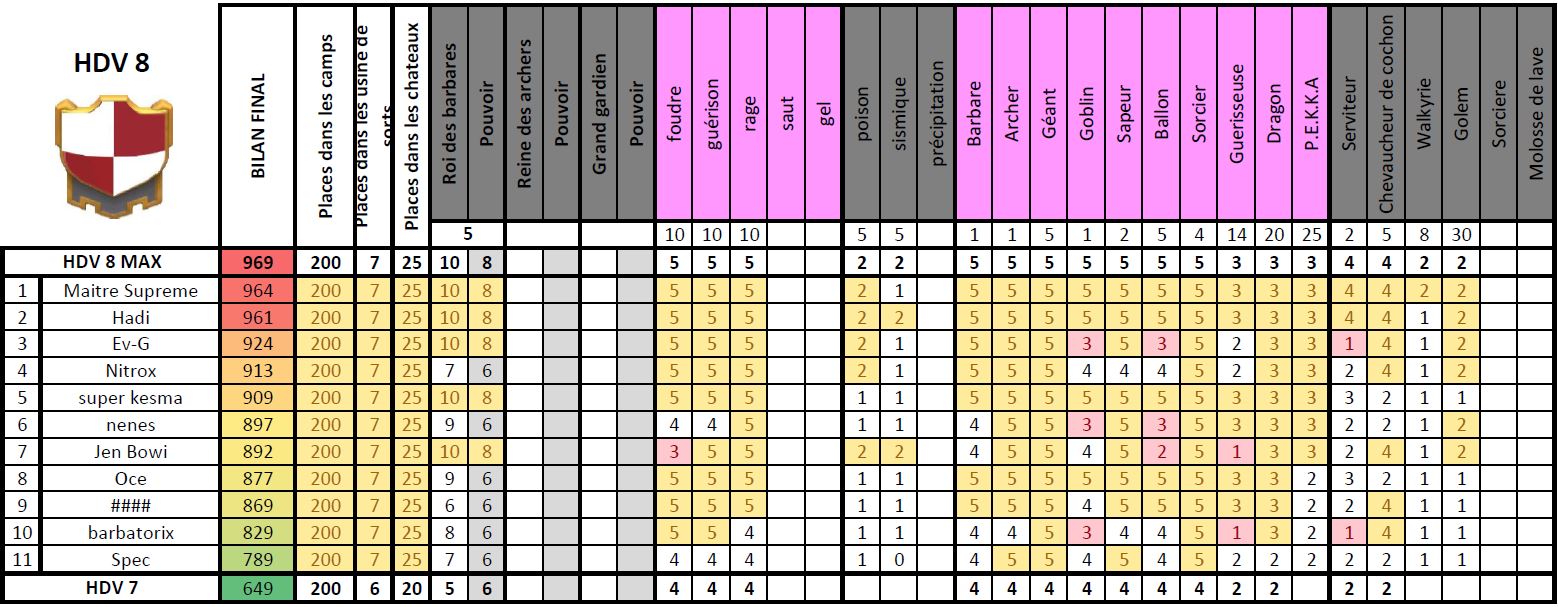 HDV 8
BILAN FINAL
Places dans les camps
Places dans les usine de sorts
Places dans les chateaux
Roi des barbares
Pouvoir
Reine des archers
Pouvoir
Grand gardien
Pouvoir
foudre
guérison
rage
saut
gel
poison
sismique
précipitation
Barbare
Archer
Géant
Goblin
Sapeur
Ballon
Sorcier
Guerisseuse
Dragon
P.E.K.K.A
Serviteur
Chevaucheur de cochon
Walkyrie
Golem
Sorciere
Molosse de lave
5 10 10 10 5 5 1 1 5 1 2 5 4 14 20 25 2 5 8 30
HDV 8 MAX 969 200 7 25 10 8 5 5 5 2 2 5 5 5 5 5 5 5 3 3 3 4 4 2 2
1 Maitre Supreme 964 200 7 25 10 8 5 5 5 2 1 5 5 5 5 5 5 5 3 3 3 4 4 2 2
2 Hadi 961 200 7 25 10 8 5 5 5 2 2 5 5 5 5 5 5 5 3 3 3 4 4 1 2
3 Ev-G 924 200 7 25 10 8 5 5 5 2 1 5 5 5 3 5 3 5 2 3 3 1 4 1 2
4 Nitrox 913 200 7 25 7 6 5 5 5 2 1 5 5 5 4 4 4 5 2 3 3 2 4 1 2
5 super kesma 909 200 7 25 10 8 5 5 5 1 1 5 5 5 5 5 5 5 3 3 3 3 2 1 1
6 nenes 897 200 7 25 9 6 4 4 5 1 1 4 5 5 3 5 3 5 3 3 3 2 2 1 2
7 Jen Bowi 892 200 7 25 10 8 3 5 5 2 2 4 5 5 4 5 2 5 1 3 3 2 4 1 2
8 Oce 877 200 7 25 9 6 5 5 5 1 1 5 5 5 5 5 5 5 3 3 2 3 2 1 1
9 #### 869 200 7 25 6 6 5 5 5 1 1 5 5 5 4 5 5 5 3 3 2 2 4 1 1
10 barbatorix 829 200 7 25 8 6 5 5 4 1 1 4 4 5 3 4 4 5 1 3 2 1 4 1 1
11 Spec 789 200 7 25 7 6 4 4 4 1 0 4 5 5 4 5 4 5 2 2 2 2 2 1 1
HDV 7 649 200 6 20 5 6 4 4 4 4 4 4 4 4 4 4 2 2 2 2